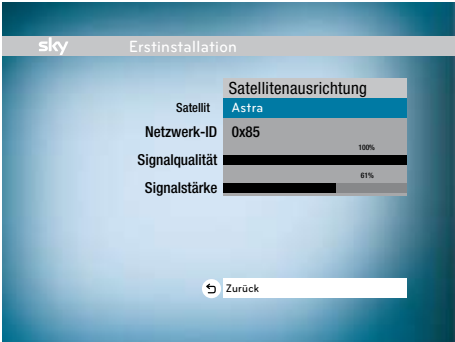 sky Erstinstallation
Satellitenausrichtung
Satellit Astra
Netzwerk-ID 0x85
100%
Signalqualität
61%
Signalstärke
Zurück